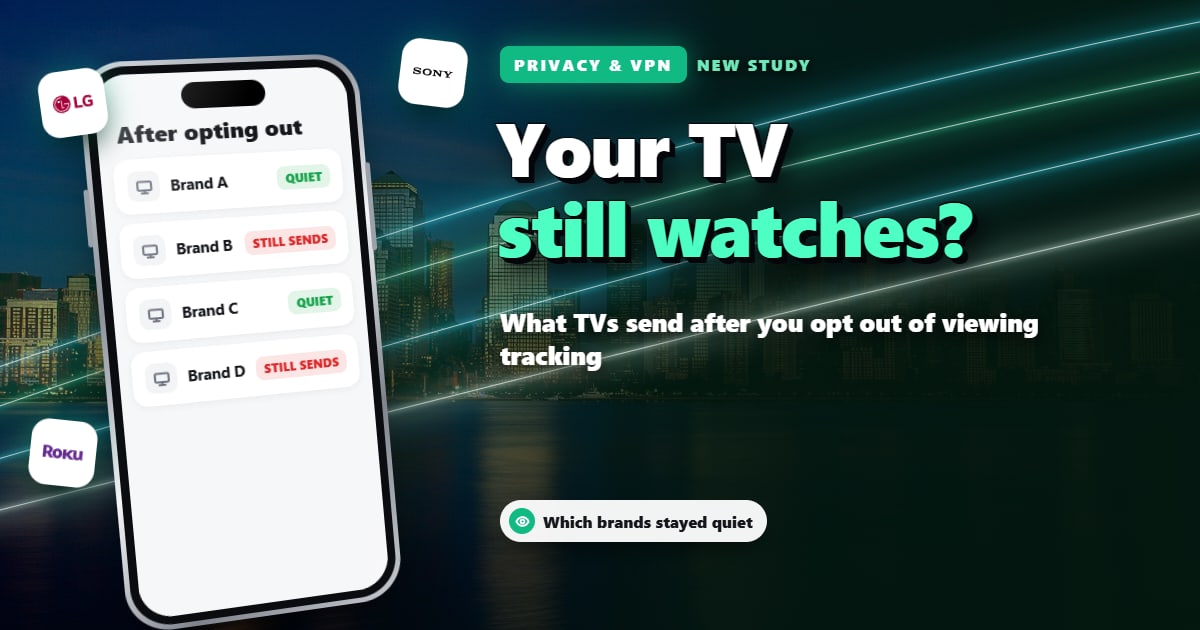 LG
SONY
Roku
After opting out
Brand A
QUIET
Brand B
STILL SENDS
Brand C
QUIET
Brand D
STILL SENDS
PRIVACY & VPN
NEW STUDY
Your TV
still watches?
What TVs send after you opt out of viewing
tracking
Which brands stayed quiet